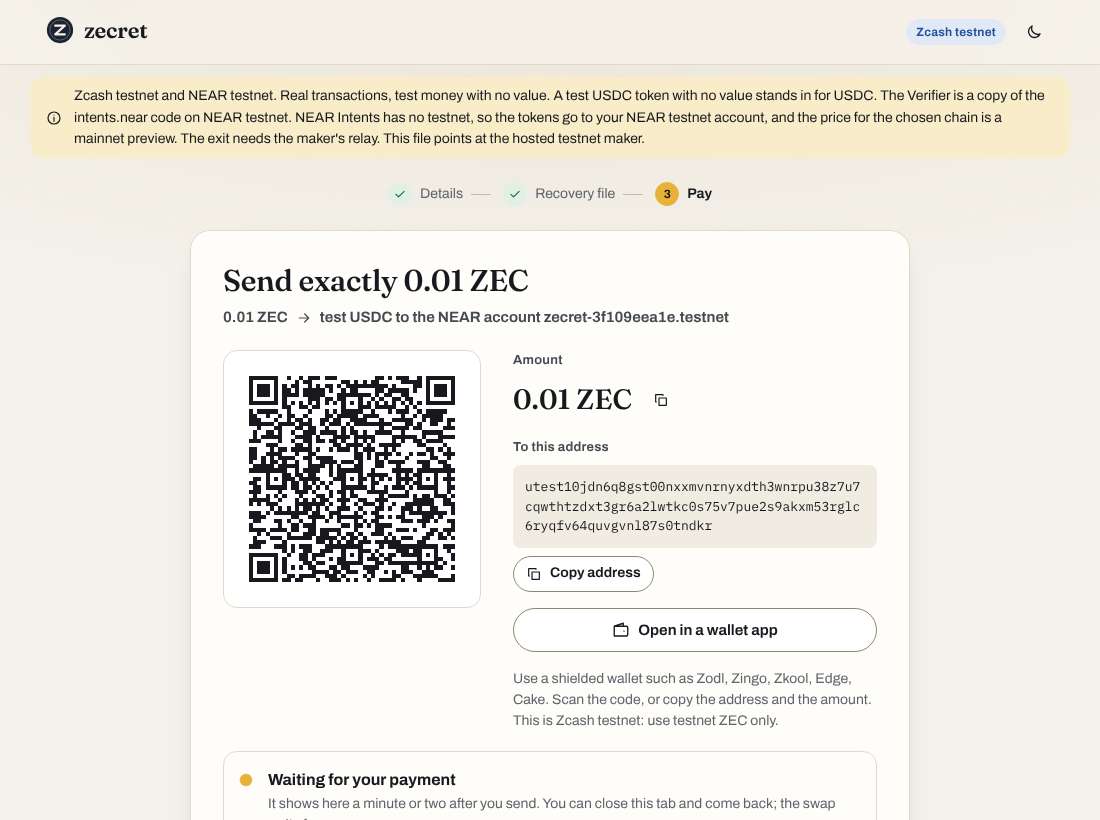 zecret
Zcash testnet
Zcash testnet and NEAR testnet. Real transactions, test money with no value. A test USDC token with no value stands in for USDC. The Verifier is a copy of the
intents.near code on NEAR testnet. NEAR Intents has no testnet, so the tokens go to your NEAR testnet account, and the price for the chosen chain is a
mainnet preview. The exit needs the maker's relay. This file points at the hosted testnet maker.
Details
Recovery file
3 Pay
Send exactly 0.01 ZEC
0.01 ZEC → test USDC to the NEAR account zecret-3f109eea1e.testnet
Amount
0.01 ZEC
To this address
utest10jdn6q8gst00nxxmvnrnyxdth3wnrpu38z7u7
cqwthtzdxt3gr6a2lwtkc0s75v7pue2s9akxm53rglc
6ryqfv64quvgvnl87s0tndkr
Copy address
Open in a wallet app
Use a shielded wallet such as Zodl, Zingo, Zkool, Edge,
Cake. Scan the code, or copy the address and the amount.
This is Zcash testnet: use testnet ZEC only.
Waiting for your payment
It shows here a minute or two after you send. You can close this tab and come back; the swap